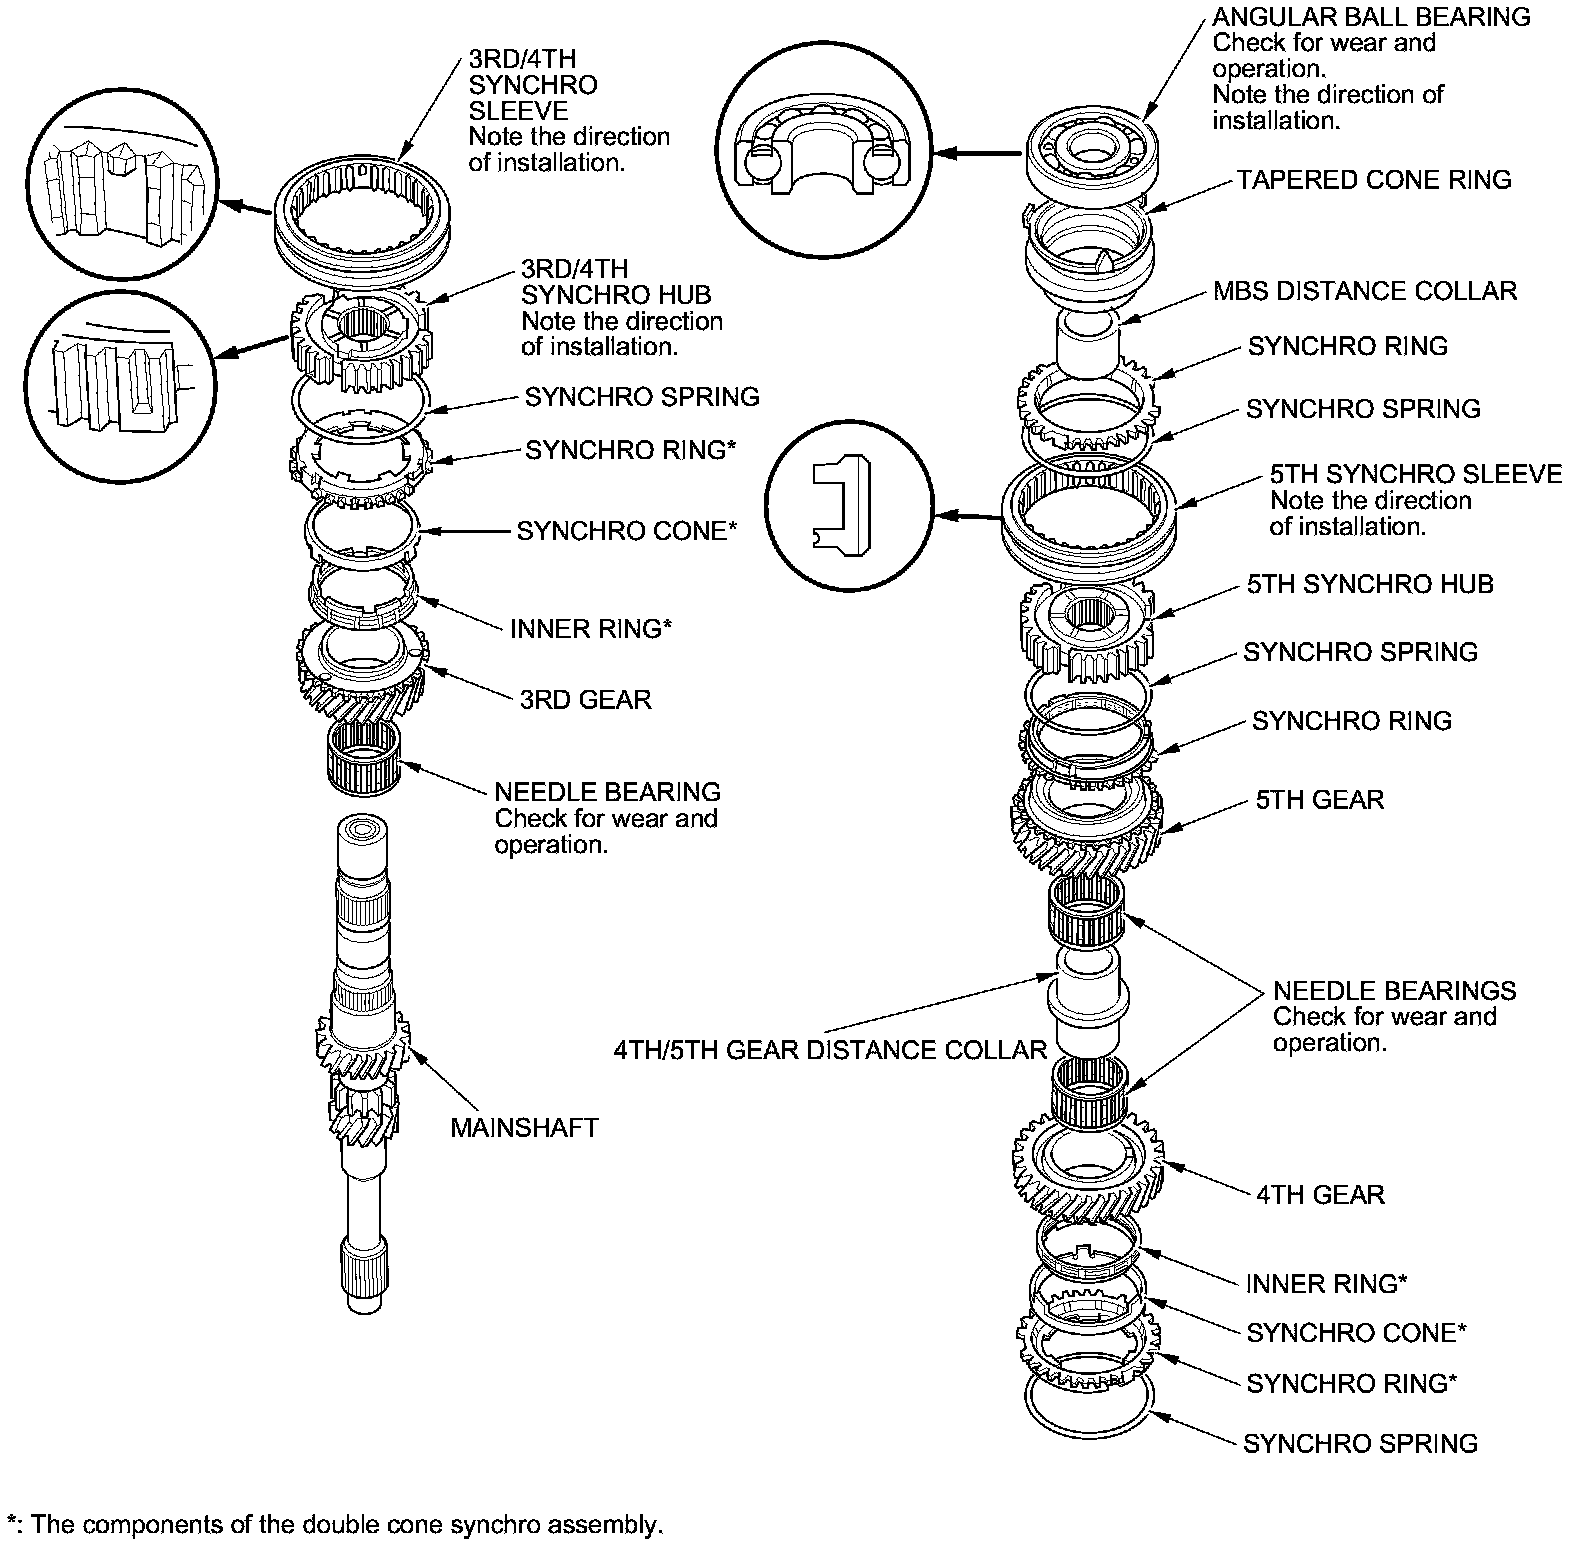 3RD/4TH
SYNCHRO
SLEEVE
Note the direction
of installation.
3RD/4TH
SYNCHRO HUB
Note the direction
of installation.
SYNCHRO SPRING
SYNCHRO RING*
SYNCHRO CONE*
INNER RING*
3RD GEAR
NEEDLE BEARING
Check for wear and
operation.
MAINSHAFT
ANGULAR BALL BEARING
Check for wear and
operation.
Note the direction of
installation.
TAPERED CONE RING
MBS DISTANCE COLLAR
SYNCHRO RING
SYNCHRO SPRING
5TH SYNCHRO SLEEVE
Note the direction
of installation.
5TH SYNCHRO HUB
SYNCHRO SPRING
SYNCHRO RING
5TH GEAR
NEEDLE BEARINGS
Check for wear and
operation.
4TH/5TH GEAR DISTANCE COLLAR
4TH GEAR
INNER RING*
SYNCHRO CONE*
SYNCHRO RING*
SYNCHRO SPRING
*: The components of the double cone synchro assembly.